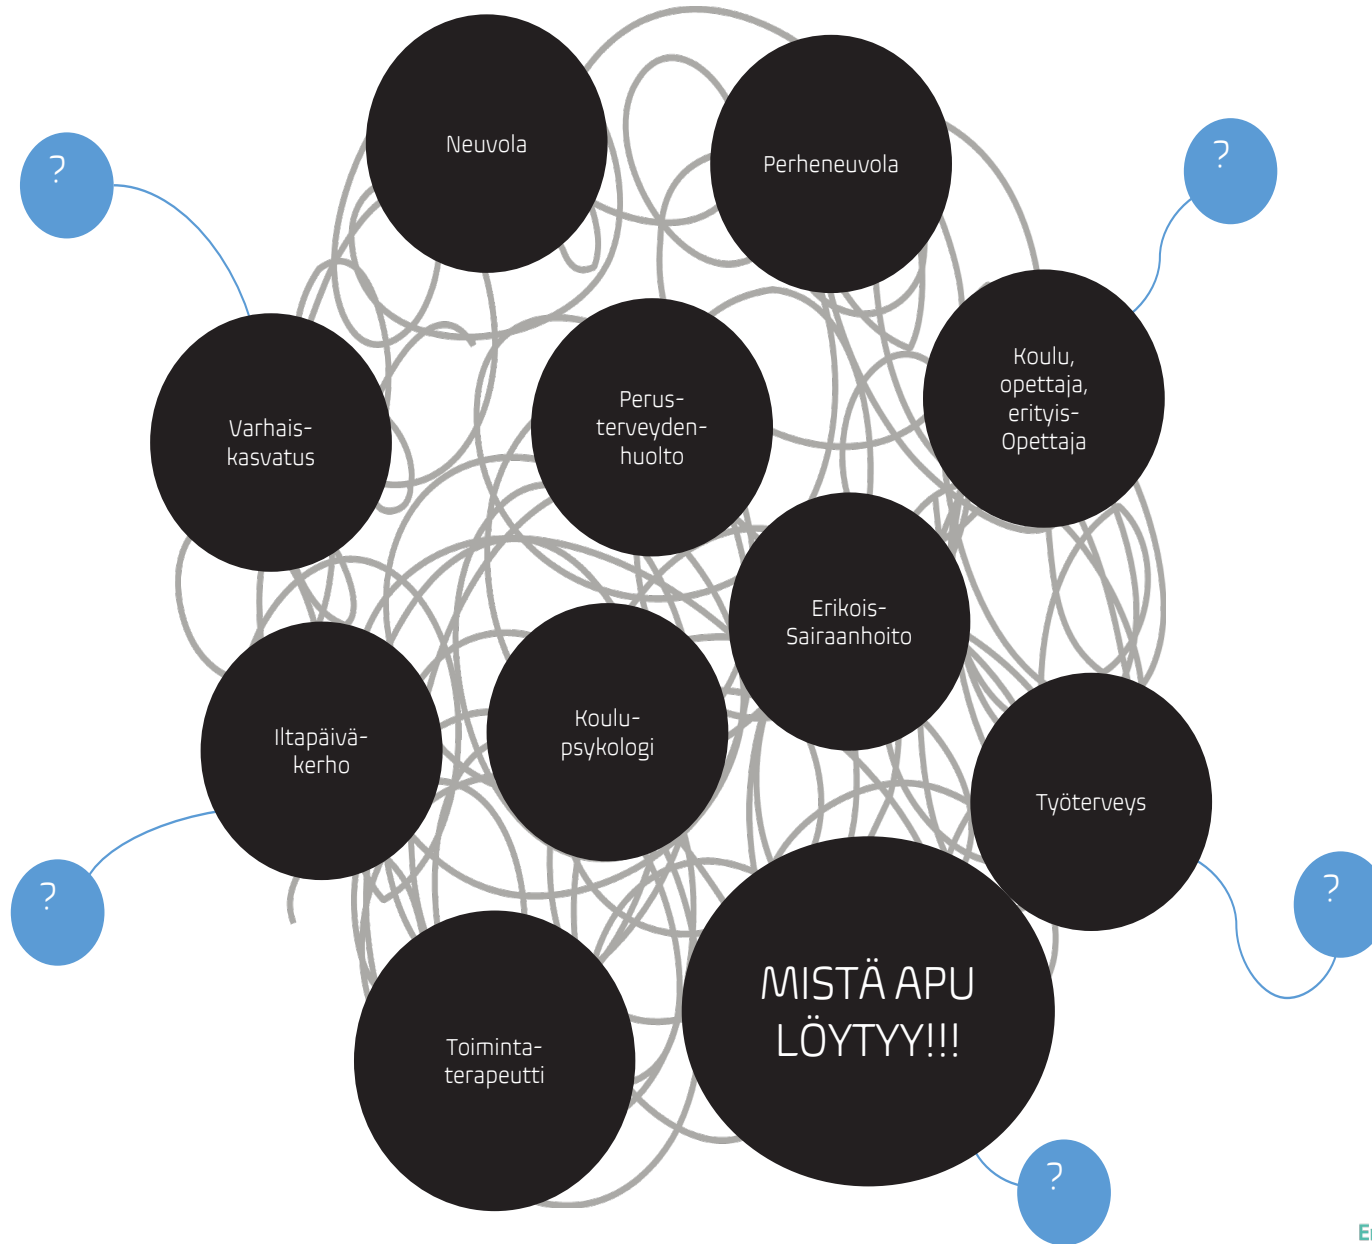 Neuvola
Perheneuvola
?
?
Koulu,
opettaja,
erityis-
Opettaja
Perus-
terveyden-
huolto
Varhais-
kasvatus
Erikois-
Sairaanhoito
Koulu-
psykologi
Iltapäivä-
kerho
Työterveys
?
?
MISTÄ APU
LÖYTYY!!!
Toiminta-
terapeutti
?